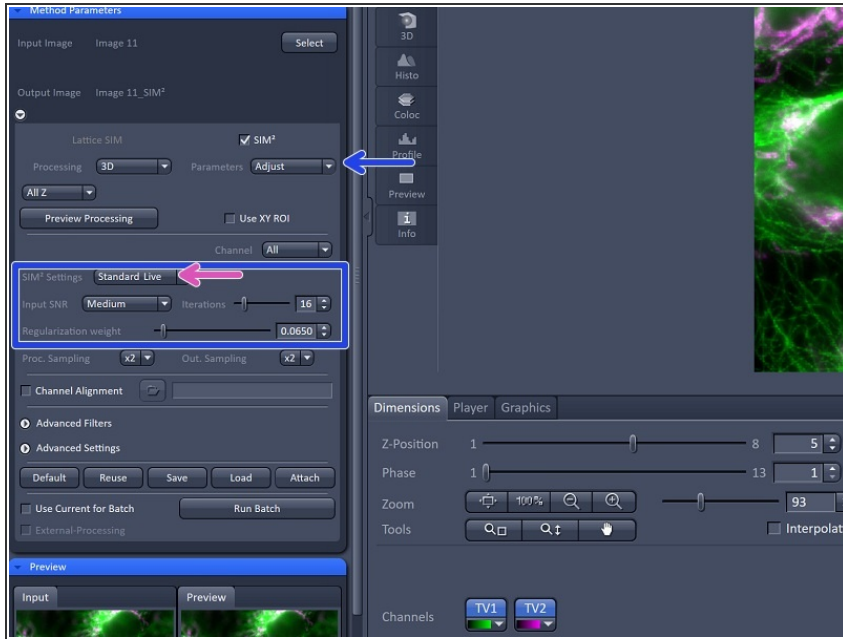 Method Parameters
Input Image Image 11 Select
Output Image Image 11_SIM²
Lattice SIM SIM²
Processing 3D Parameters Adjust
All Z
Preview Processing Use XY ROI
Channel All
SIM² Settings Standard Live
Input SNR Medium Iterations 16
Regularization weight 0.0650
Proc. Sampling x2 Out. Sampling x2
Channel Alignment
Advanced Filters
Advanced Settings
Default Reuse Save Load Attach
Use Current for Batch Run Batch
External-Processing
Preview
Input Preview
3D
Histo
Coloc
Profile
Preview
Info
Dimensions Player Graphics
Z-Position 1 8 5
Phase 1 13 1
Zoom 100% 93
Tools Interpolat
Channels TV1 TV2